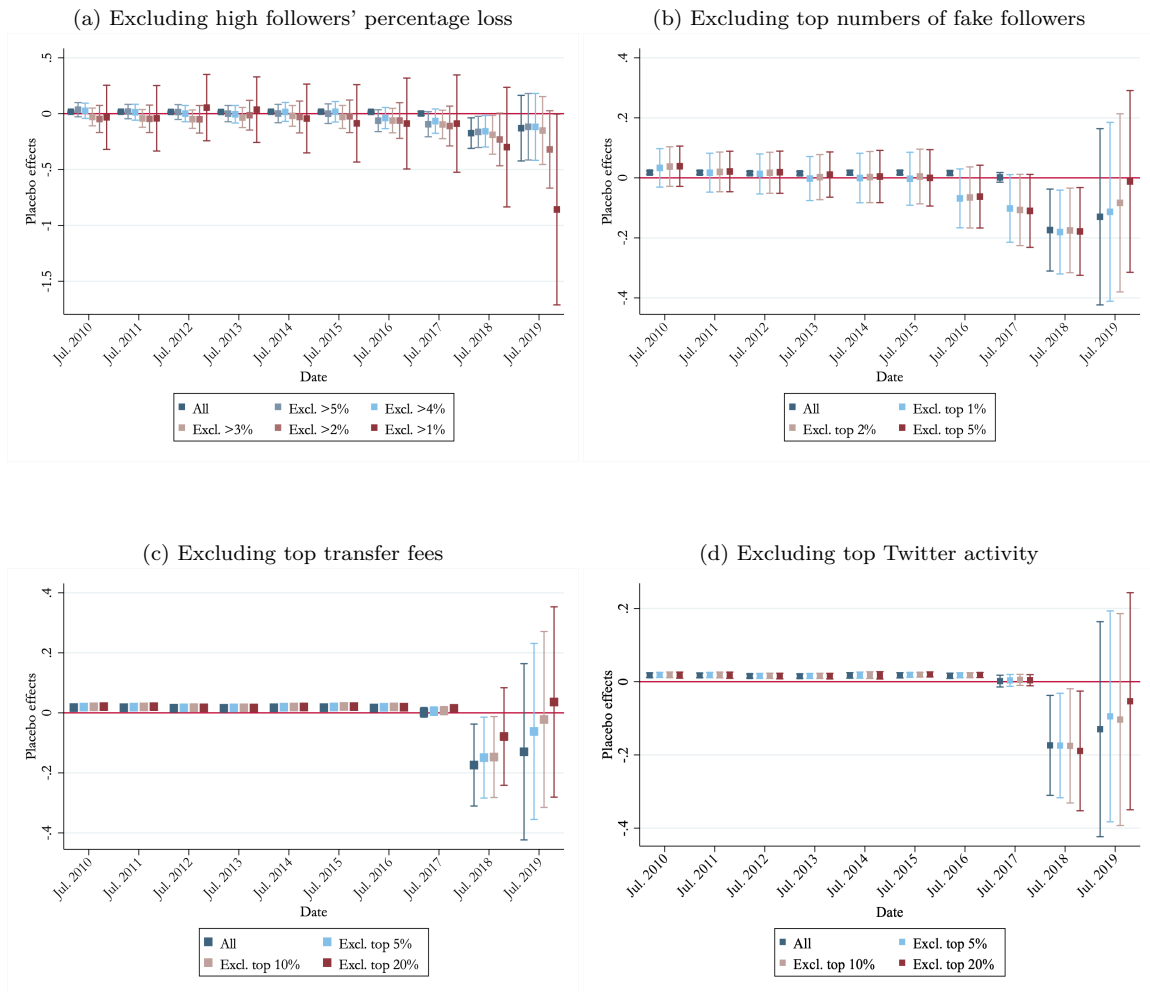 (a) Excluding high followers' percentage loss
Placebo effects
.5
0
-.5
-1
-1.5
Jul. 2010
Jul. 2011
Jul. 2012
Jul. 2013
Jul. 2014
Jul. 2015
Jul. 2016
Jul. 2017
Jul. 2018
Jul. 2019
Date
All Excl. >5% Excl. >4%
Excl. >3% Excl. >2% Excl. >1%
(b) Excluding top numbers of fake followers
Placebo effects
.4
.2
0
-.2
-.4
Jul. 2010
Jul. 2011
Jul. 2012
Jul. 2013
Jul. 2014
Jul. 2015
Jul. 2016
Jul. 2017
Jul. 2018
Jul. 2019
Date
All Excl. top 1%
Excl. top 2% Excl. top 5%
(c) Excluding top transfer fees
Placebo effects
.4
.2
0
-.2
-.4
Jul. 2010
Jul. 2011
Jul. 2012
Jul. 2013
Jul. 2014
Jul. 2015
Jul. 2016
Jul. 2017
Jul. 2018
Jul. 2019
Date
All Excl. top 5%
Excl. top 10% Excl. top 20%
(d) Excluding top Twitter activity
Placebo effects
.2
0
-.2
-.4
Jul. 2010
Jul. 2011
Jul. 2012
Jul. 2013
Jul. 2014
Jul. 2015
Jul. 2016
Jul. 2017
Jul. 2018
Jul. 2019
Date
All Excl. top 5%
Excl. top 10% Excl. top 20%